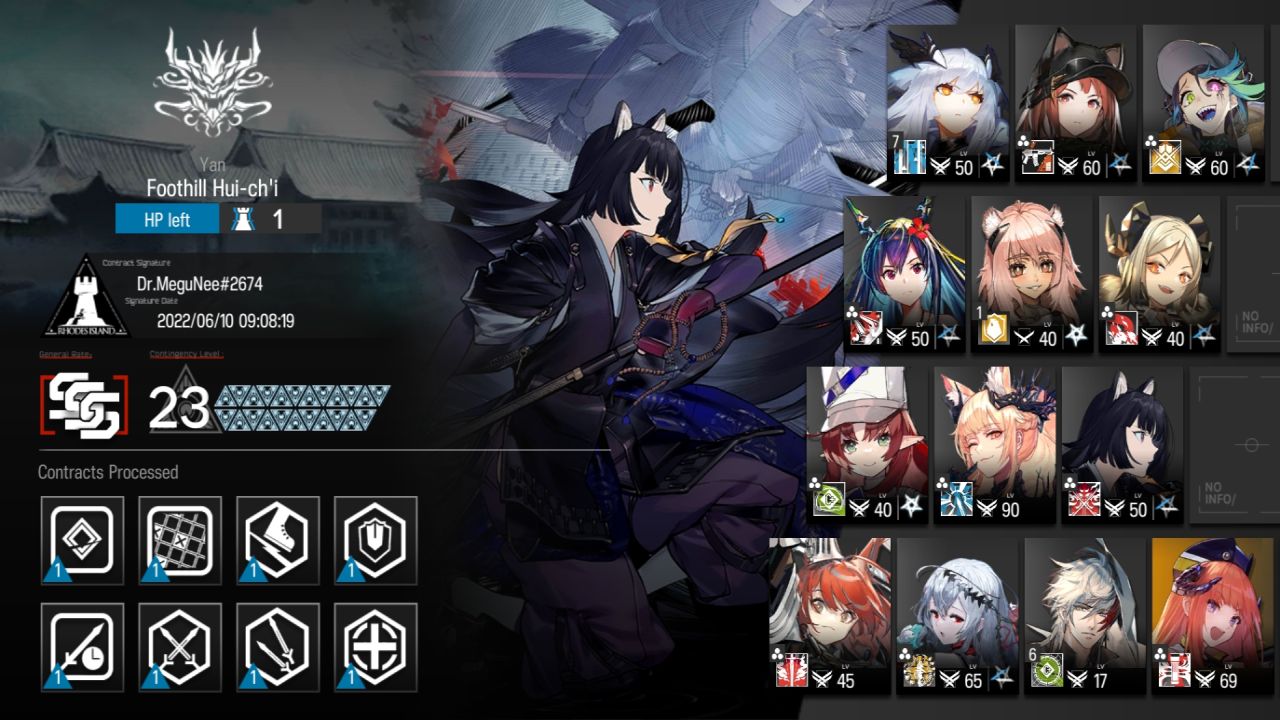 Yan
Foothill Hui-ch'i
HP left 1
Contract Signature
Dr.MeguNee#2674
Signature Date
2022/06/10 09:08:19
RHODES ISLAND
General Rate:
Contingency Level :
23
Contracts Processed
1 1 1 1
1 1 1 1
7 LV 50 LV 60 LV 60
LV 50 1 LV 40 LV 40 NO INFO/
LV 40 LV 90 LV 50 NO INFO/
LV 45 LV 65 6 LV 17 LV 69